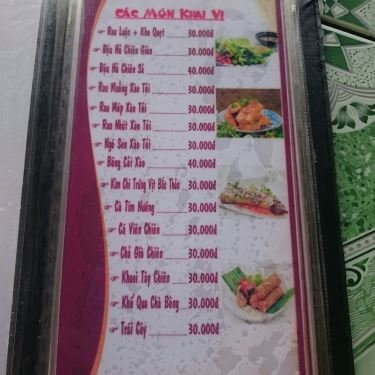 CÁC MÓN KHAI VỊ
Rau Luộc + Kho Quẹt 30.000đ
Đậu Hủ Chiên Giòn 30.000đ
Đậu Hủ Chiên Sả 40.000đ
Rau Muống Xào Tỏi 30.000đ
Rau Mớp Xào Tỏi 30.000đ
Rau Nhút Xào Tỏi 30.000đ
Ngó Sen Xào Tỏi 30.000đ
Bông Cải Xào 40.000đ
Kim Chi Trứng Vịt Bắc Thảo 30.000đ
Cà Tím Nướng 30.000đ
Cá Viên Chiên 30.000đ
Chả Giò Chiên 30.000đ
Khoai Tây Chiên 30.000đ
Khổ Qua Chà Bông 30.000đ
Trái Cây 30.000đ